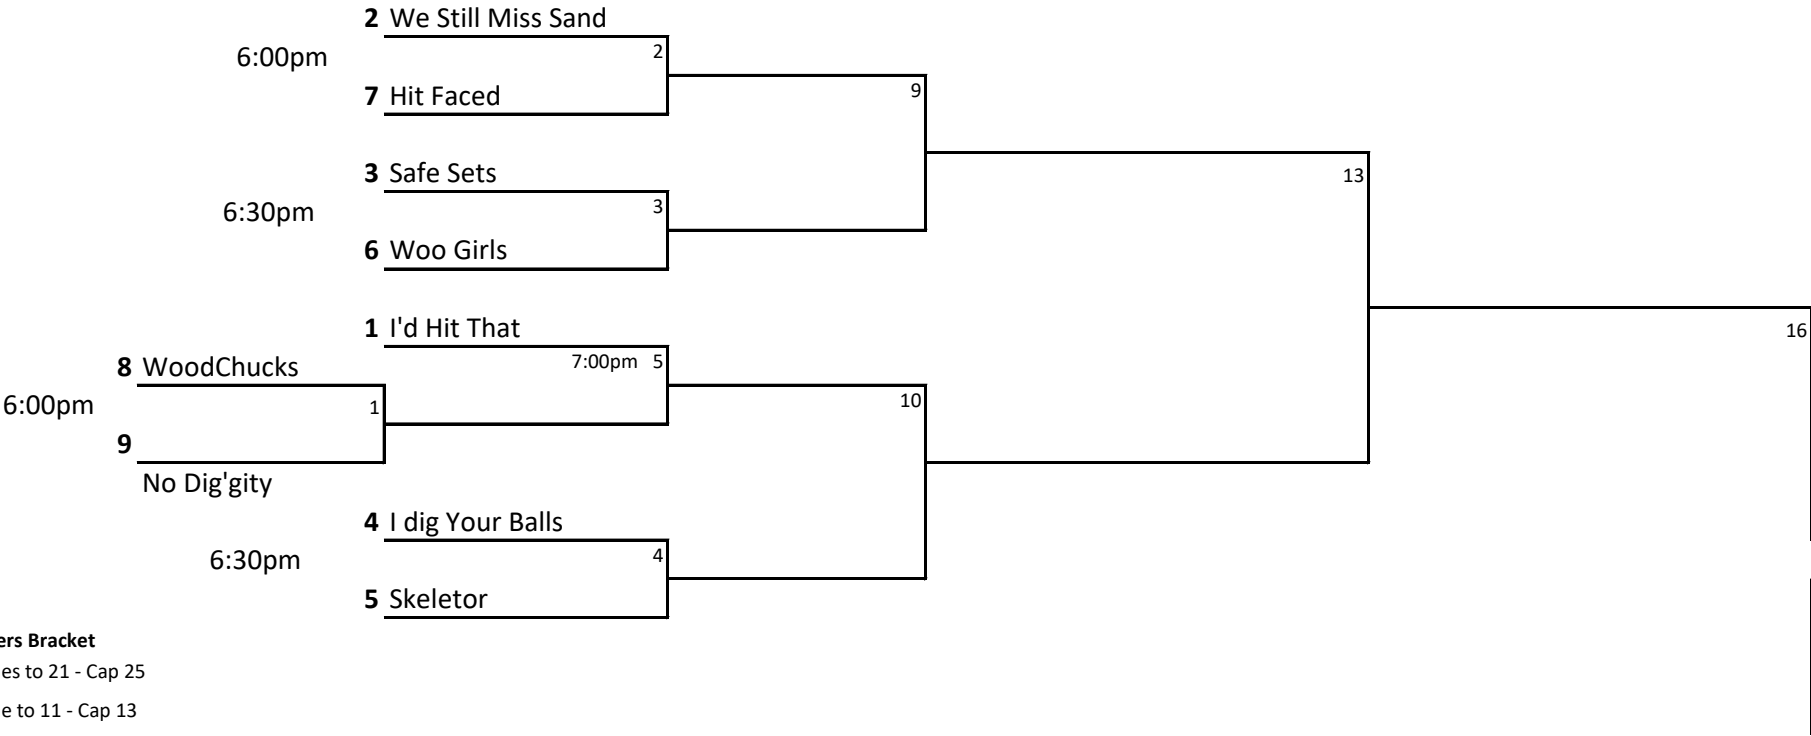 2 We Still Miss Sand
2
6:00pm
7 Hit Faced
9
3 Safe Sets
13
3
6:30pm
6 Woo Girls
1 I'd Hit That
16
7:00pm 5
8 WoodChucks
10
6:00pm
1
9
No Dig'gity
4 I dig Your Balls
4
6:30pm
5 Skeletor
ers Bracket
es to 21 - Cap 25
e to 11 - Cap 13